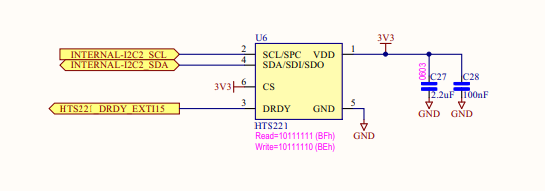 U6
3V3
INTERNAL-I2C2_SCL
2
SCL/SPC
VDD
1
INTERNAL-I2C2_SDA
4
SDA/SDI/SDO
0603
C27
C28
3V3
6
CS
2.2uF
100nF
HTS221_DRDY_EXTI15
3
DRDY
GND
5
GND
GND
HTS221
GND
Read=10111111 (BFh)
Write=10111110 (BEh)